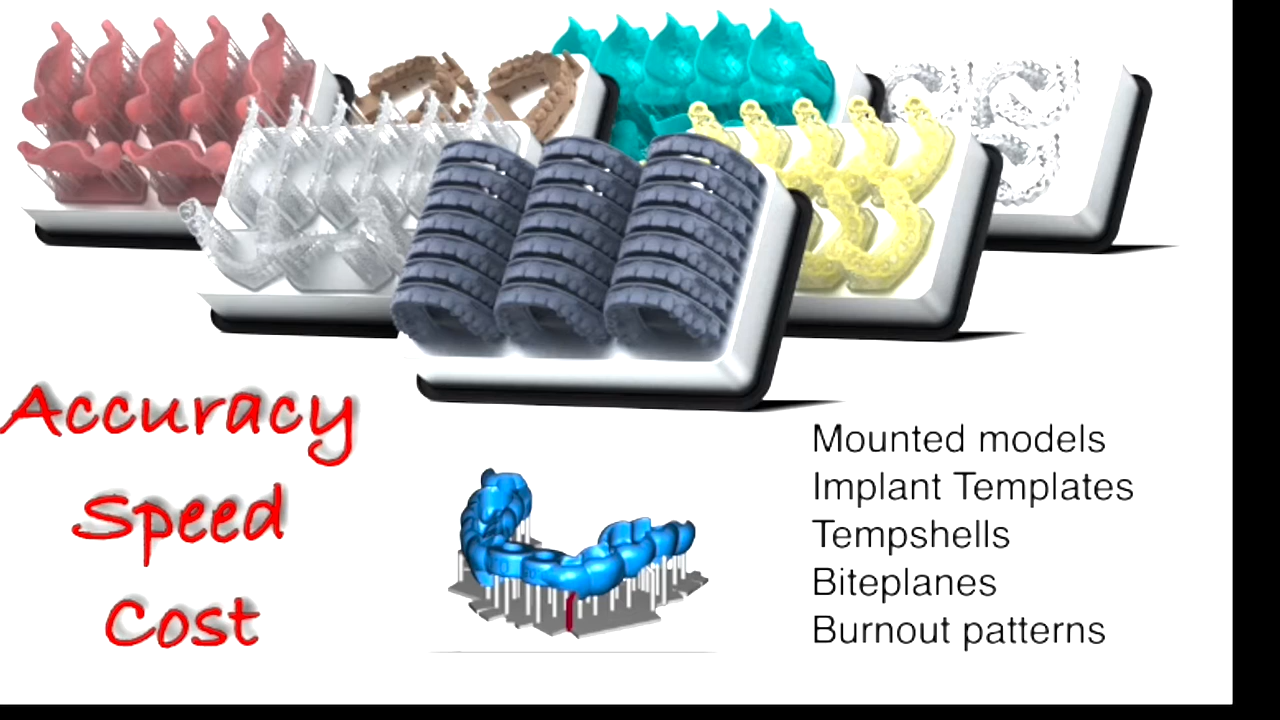 Accuracy
Speed
Cost
Mounted models
Implant Templates
Tempshells
Biteplanes
Burnout patterns